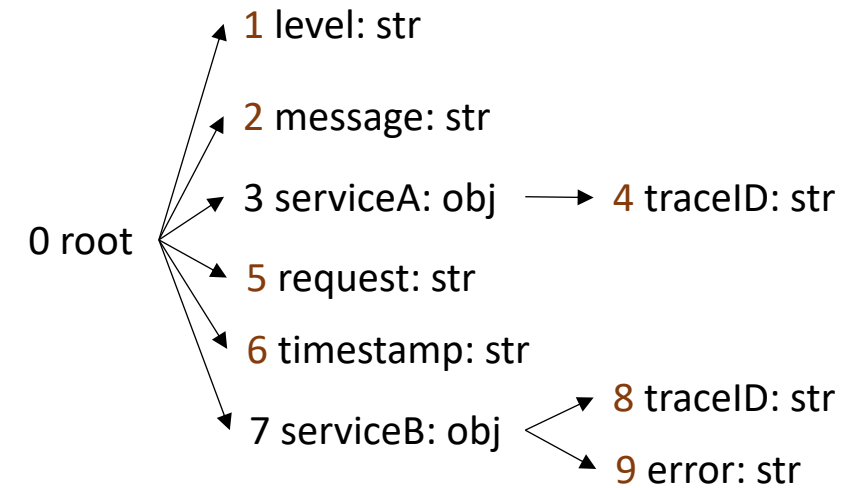 1 level: str
2 message: str
3 serviceA: obj
4 traceID: str
0 root
5 request: str
6 timestamp: str
7 serviceB: obj
8 traceID: str
9 error: str